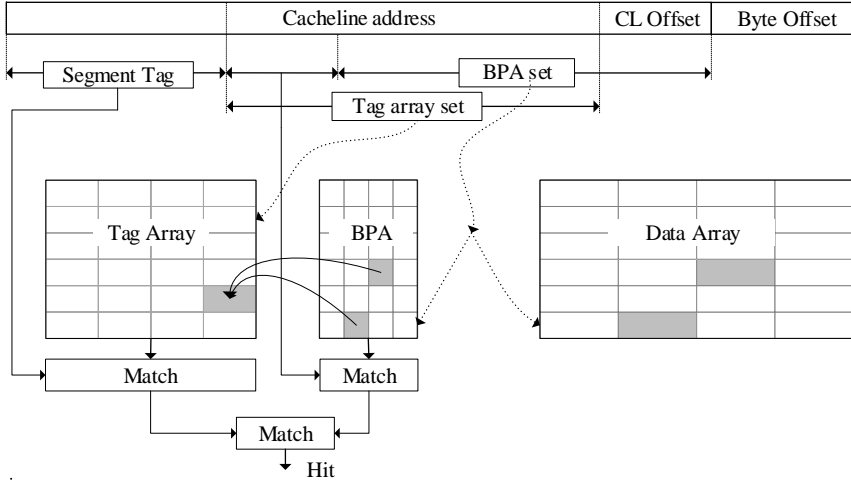 Cacheline address CL Offset Byte Offset
Segment Tag BPA set
Tag array set
Tag Array BPA Data Array
Match Match
Match
Hit